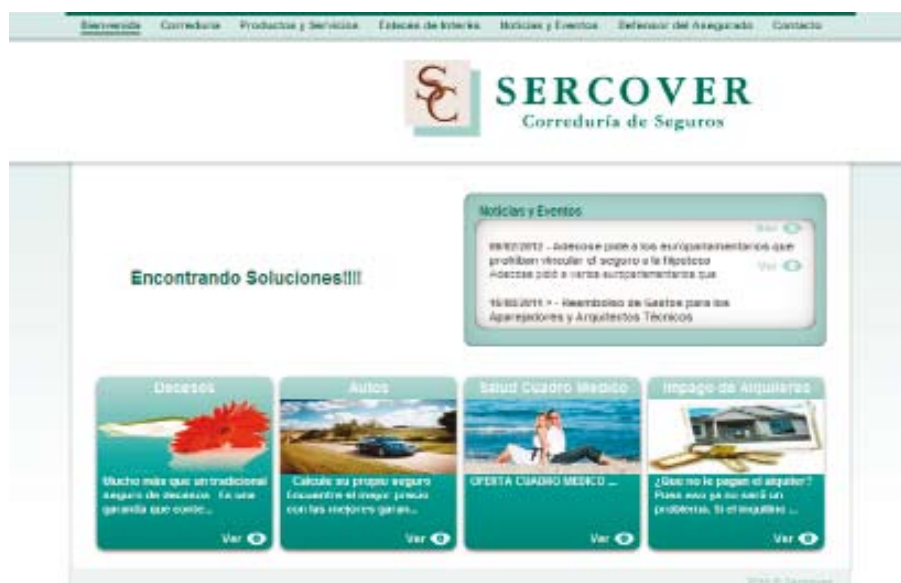 Bienvenida Correduría Productos y Servicios Enlaces de Interés Noticias y Eventos Defensor del Asegurado Contacto
SC
SERCOVER
Correduría de Seguros
Noticias y Eventos
Ver
09/02/2012 - Adecose pide a los europarlamentarios que
prohíban vincular el seguro a la hipoteca
Ver
Adecose pidió a varios europarlamentarios que
Reembolso de Gastos para los
Aparejadores y Arquitectos Técnicos
Encontrando Soluciones!!!!
Decesos
Mucho más que un tradicional
seguro de decesos. Es una
garantía que
Ver
Autos
Calcule su propio seguro
Encuentre el mejor precio
con las mejores garan...
Ver
Salud Cuadro Medico
OFERTA CUADRO MEDICO ...
Ver
Impago de Alquileres
¿Que no le pagan el alquiler?
Pues eso ya no será un
problema. Si el inquilino ...
Ver
© Sercover